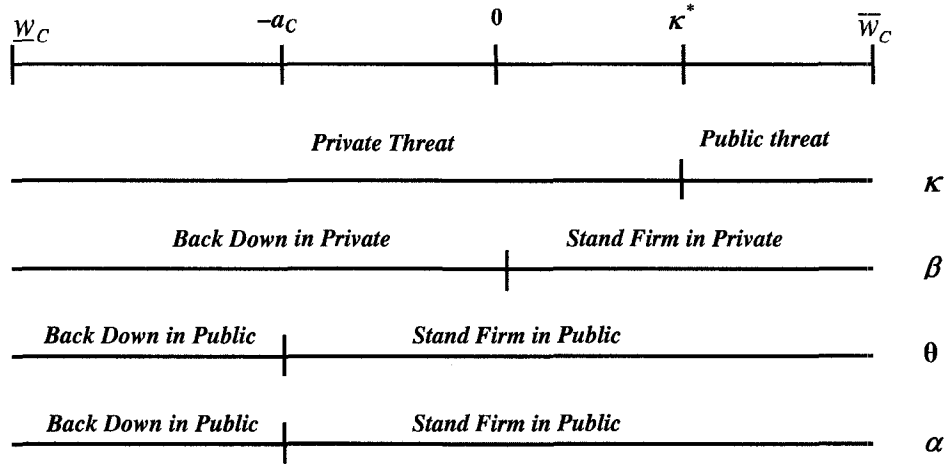 W̲_C −a_C 0 κ* W̅_C
Private Threat Public threat
κ
Back Down in Private Stand Firm in Private
β
Back Down in Public Stand Firm in Public
θ
Back Down in Public Stand Firm in Public
α